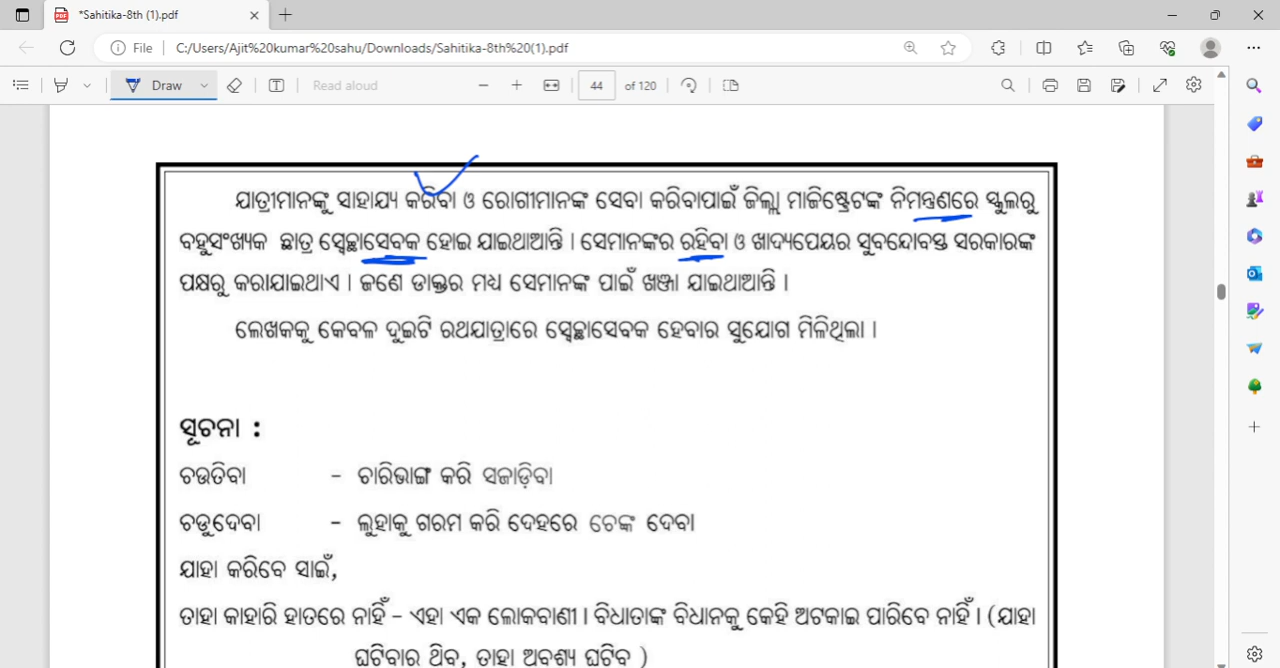 *Sahitika-8th (1).pdf
File C:/Users/Ajit%20kumar%20sahu/Downloads/Sahitika-8th%20(1).pdf
Draw Read aloud 44 of 120
ଯାତ୍ରୀମାନଙ୍କୁ ସାହାଯ୍ୟ କରିବା ଓ ରୋଗୀମାନଙ୍କ ସେବା କରିବାପାଇଁ ଜିଲ୍ଲା ମାଜିଷ୍ଟ୍ରେଟଙ୍କ ନିମନ୍ତ୍ରଣରେ ସ୍କୁଲରୁ
ବହୁସଂଖ୍ୟକ ଛାତ୍ର ସ୍ୱେଚ୍ଛାସେବକ ହୋଇ ଯାଇଥାଆନ୍ତି । ସେମାନଙ୍କର ରହିବା ଓ ଖାଦ୍ୟପେୟର ସୁବନ୍ଦୋବସ୍ତ ସରକାରଙ୍କ
ପକ୍ଷରୁ କରାଯାଇଥାଏ । ଜଣେ ଡାକ୍ତର ମଧ୍ୟ ସେମାନଙ୍କ ପାଇଁ ଖଞ୍ଜା ଯାଇଥାଆନ୍ତି ।
ଲେଖକକୁ କେବଳ ଦୁଇଟି ରଥଯାତ୍ରାରେ ସ୍ୱେଚ୍ଛାସେବକ ହେବାର ସୁଯୋଗ ମିଳିଥିଲା ।
ସୂଚନା :
ଚଉତିବା - ଚାରିଭାଙ୍ଗ କରି ସଜାଡ଼ିବା
ଚଡୁଦେବା - ଲୁହାକୁ ଗରମ କରି ଦେହରେ ଚେଙ୍କ ଦେବା
ଯାହା କରିବେ ସାଇଁ,
ତାହା କାହାରି ହାତରେ ନାହିଁ - ଏହା ଏକ ଲୋକବାଣୀ । ବିଧାତାଙ୍କ ବିଧାନକୁ କେହି ଅଟକାଇ ପାରିବେ ନାହିଁ । (ଯାହା
ଘଟିବାର ଥିବ, ତାହା ଅବଶ୍ୟ ଘଟିବ )